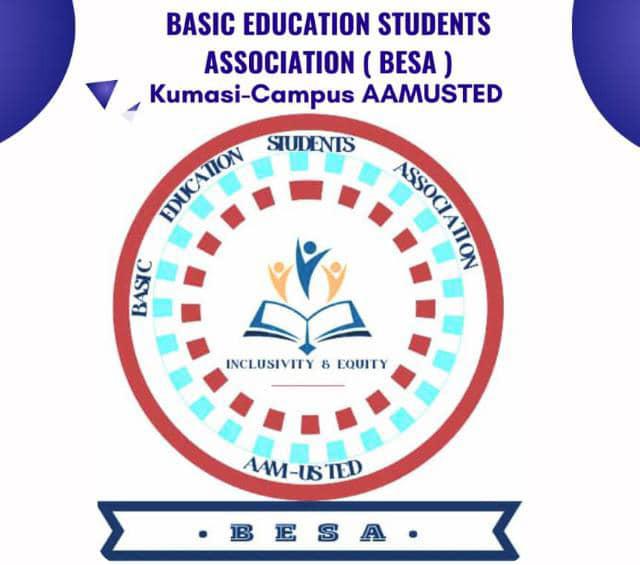 BASIC EDUCATION STUDENTS
ASSOCIATION ( BESA )
Kumasi-Campus AAMUSTED
BASIC EDUCATION STUDENTS ASSOCIATION
INCLUSIVITY & EQUITY
AAM-USTED
• B E S A •